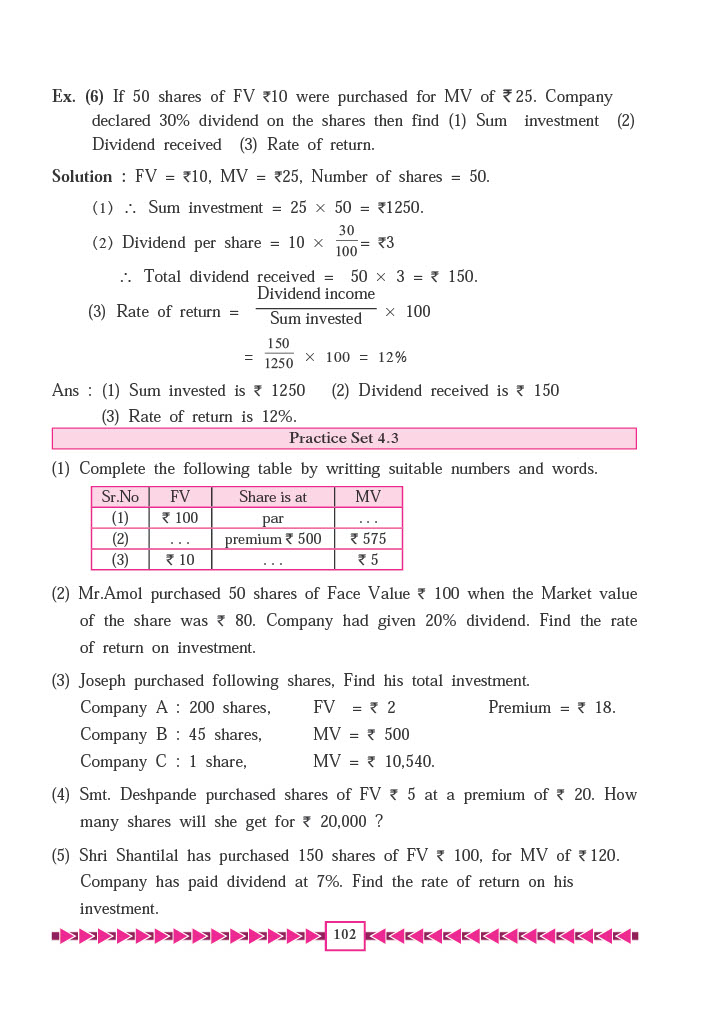 Ex. (6) If 50 shares of FV ₹10 were purchased for MV of ₹25. Company
declared 30% dividend on the shares then find (1) Sum investment (2)
Dividend received (3) Rate of return.
Solution : FV = ₹10, MV = ₹25, Number of shares = 50.
(1) ∴ Sum investment = 25 × 50 = ₹1250.
(2) Dividend per share = 10 × 30/100 = ₹3
∴ Total dividend received = 50 × 3 = ₹ 150.
(3) Rate of return = Dividend income / Sum invested × 100
= 150/1250 × 100 = 12%
Ans : (1) Sum invested is ₹ 1250 (2) Dividend received is ₹ 150
(3) Rate of return is 12%.
Practice Set 4.3
(1) Complete the following table by writting suitable numbers and words.
Sr.No FV Share is at MV
(1) ₹ 100 par ...
(2) ... premium ₹ 500 ₹ 575
(3) ₹ 10 ... ₹ 5
(2) Mr.Amol purchased 50 shares of Face Value ₹ 100 when the Market value
of the share was ₹ 80. Company had given 20% dividend. Find the rate
of return on investment.
(3) Joseph purchased following shares, Find his total investment.
Company A : 200 shares, FV = ₹ 2 Premium = ₹ 18.
Company B : 45 shares, MV = ₹ 500
Company C : 1 share, MV = ₹ 10,540.
(4) Smt. Deshpande purchased shares of FV ₹ 5 at a premium of ₹ 20. How
many shares will she get for ₹ 20,000 ?
(5) Shri Shantilal has purchased 150 shares of FV ₹ 100, for MV of ₹120.
Company has paid dividend at 7%. Find the rate of return on his
investment.
102